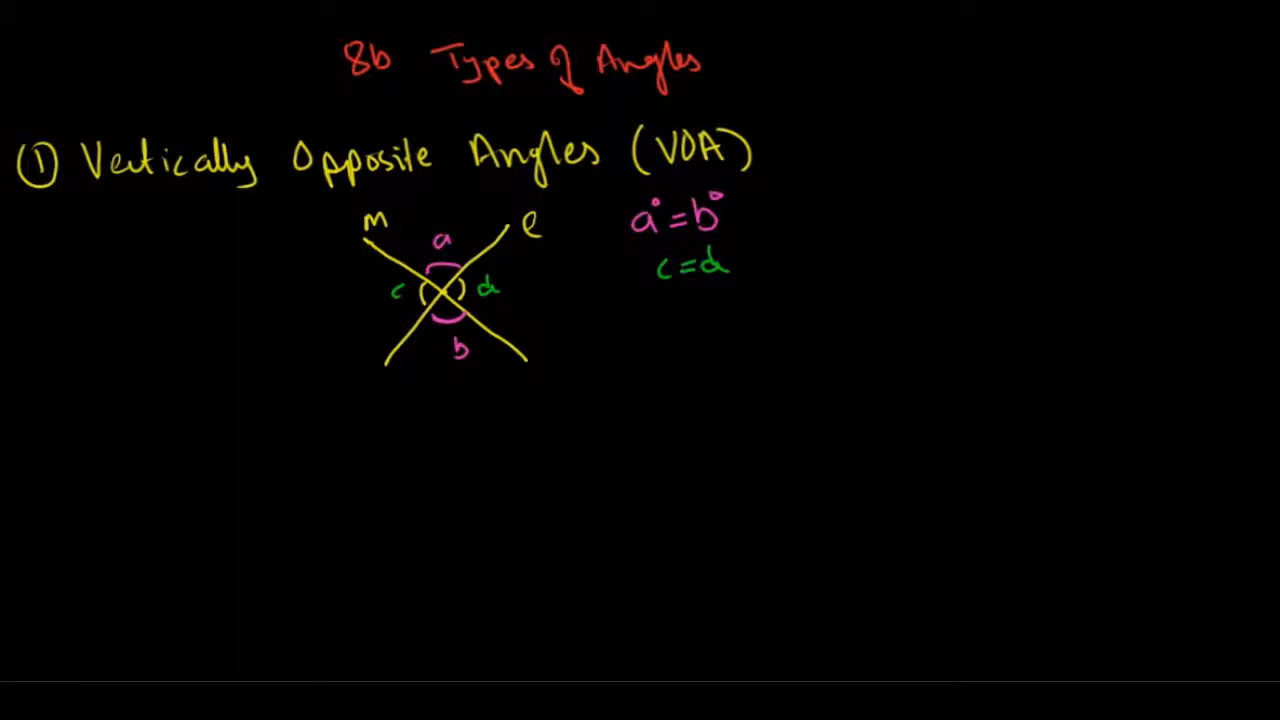 8b Types of Angles
(1) Vertically Opposite Angles (VOA)
m
l
a
a° = b°
c = d
c
d
b